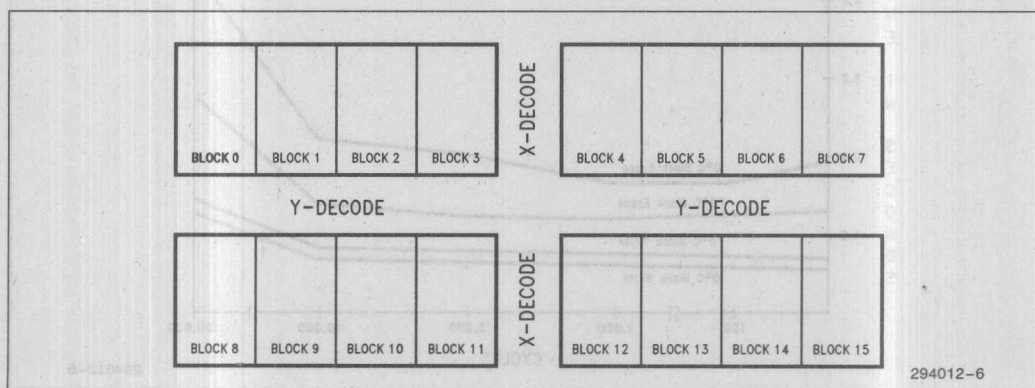 BLOCK 0 BLOCK 1 BLOCK 2 BLOCK 3
X-DECODE
BLOCK 4 BLOCK 5 BLOCK 6 BLOCK 7
Y-DECODE Y-DECODE
BLOCK 8 BLOCK 9 BLOCK 10 BLOCK 11
X-DECODE
BLOCK 12 BLOCK 13 BLOCK 14 BLOCK 15
294012-6